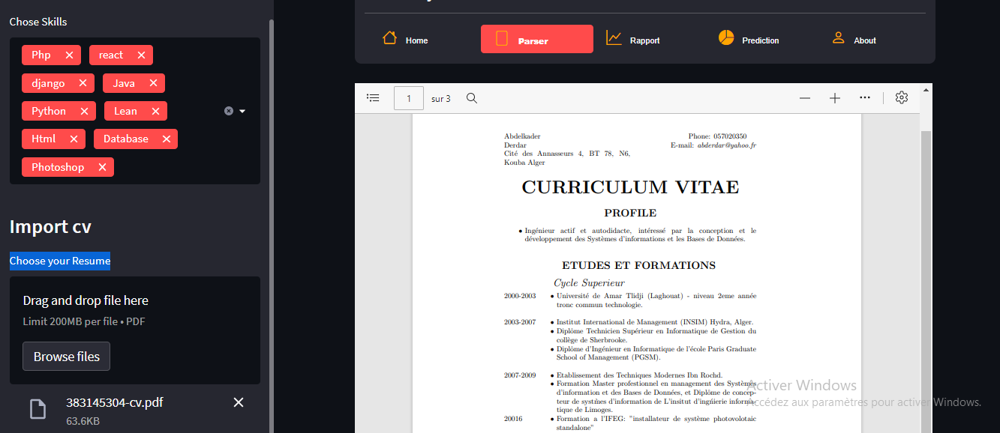 Chose Skills
Php
react
django
Java
Python
Lean
Html
Database
Photoshop
Import cv
Choose your Resume
Drag and drop file here
Limit 200MB per file • PDF
Browse files
383145304-cv.pdf
63.6KB
Home
Parser
Rapport
Prediction
About
1 sur 3
Abdelkader
Derdar
Cité des Annasseurs 4, BT 78, N6,
Kouba Alger
Phone: 057020350
E-mail: abderdar@yahoo.fr
CURRICULUM VITAE
PROFILE
• Ingénieur actif et autodidacte, intéressé par la conception et le
développement des Systèmes d'informations et les Bases de Données.
ETUDES ET FORMATIONS
Cycle Superieur
2000-2003 • Université de Amar Tlidji (Laghouat) - niveau 2eme année
tronc commun technologie.
2003-2007 • Institut International de Management (INSIM) Hydra, Alger.
• Diplôme Technicien Supérieur en Informatique de Gestion du
collège de Sherbrooke.
• Diplôme d'Ingénieur en Informatique de l'école Paris Graduate
School of Management (PGSM).
2007-2009 • Etablissement des Techniques Modernes Ibn Rochd.
• Formation Master profestionnel en management des Systèmes
d'information et des Bases de Données, et Diplôme de concep-
teur de systèmes d'information de L'insitut d'ingńierie informa-
tique de Limoges.
20016 • Formation a l'IFEG: "installateur de système photovolotaic
standalone"
Activer Windows
Accédez aux paramètres pour activer Windows.